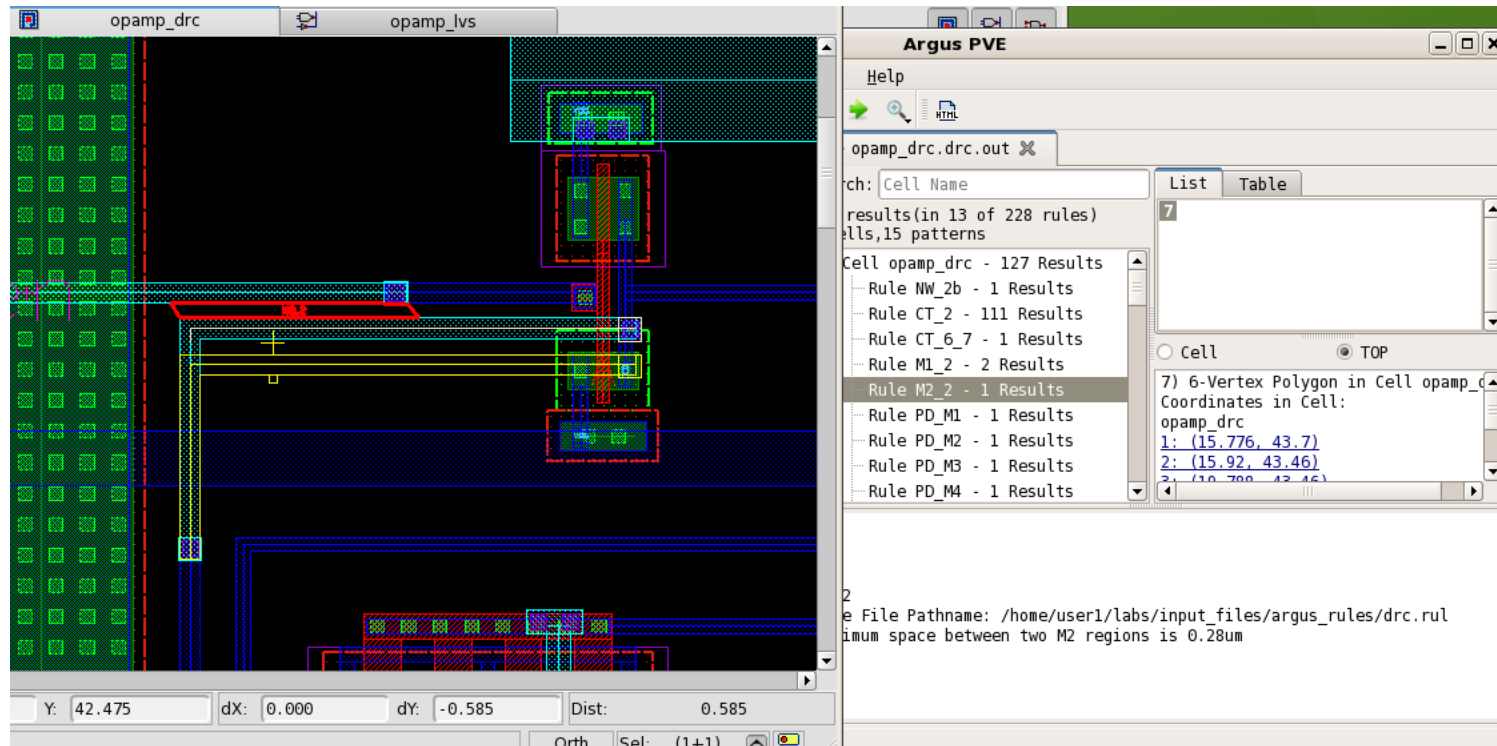 opamp_drc
opamp_lvs
Argus PVE
Help
HTML
opamp_drc.drc.out
rch: Cell Name
results(in 13 of 228 rules)
ells,15 patterns
Cell opamp_drc - 127 Results
Rule NW_2b - 1 Results
Rule CT_2 - 111 Results
Rule CT_6_7 - 1 Results
Rule M1_2 - 2 Results
Rule M2_2 - 1 Results
Rule PD_M1 - 1 Results
Rule PD_M2 - 1 Results
Rule PD_M3 - 1 Results
Rule PD_M4 - 1 Results
List Table
7
Cell TOP
7) 6-Vertex Polygon in Cell opamp_d
Coordinates in Cell:
opamp_drc
1: (15.776, 43.7)
2: (15.92, 43.46)
3: (19.788, 43.46)
2
e File Pathname: /home/user1/labs/input_files/argus_rules/drc.rul
imum space between two M2 regions is 0.28um
Y: 42.475 dX: 0.000 dY: -0.585 Dist: 0.585
Orth Sel: (1+1)